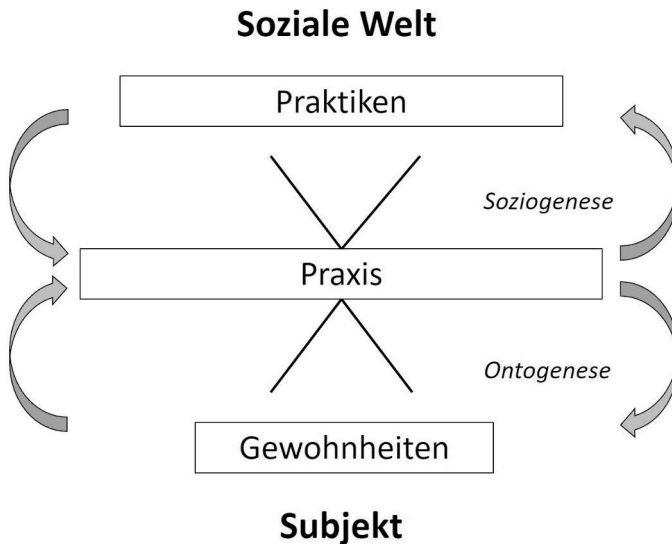 Soziale Welt
Praktiken
Soziogenese
Praxis
Ontogenese
Gewohnheiten
Subjekt